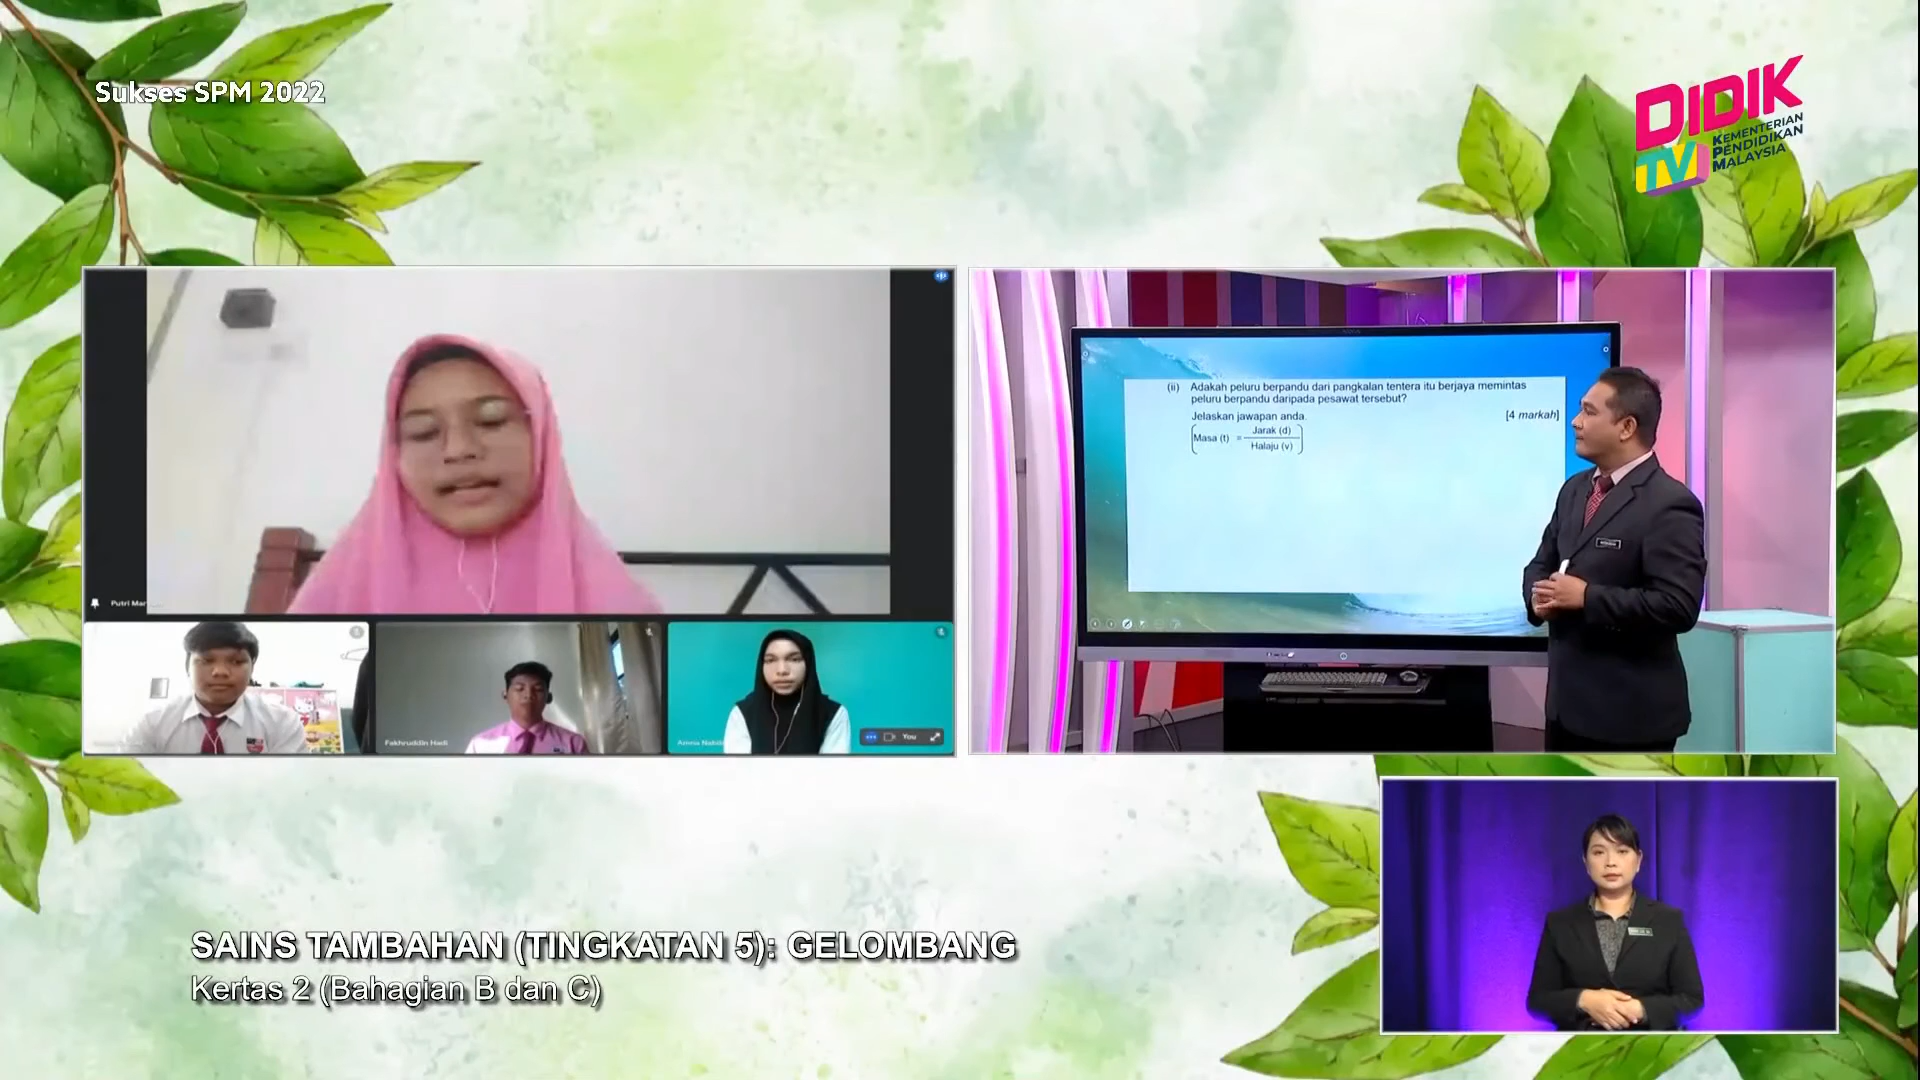 Sukses SPM 2022
DIDIK
TV
KEMENTERIAN
PENDIDIKAN
MALAYSIA
(ii) Adakah peluru berpandu dari pangkalan tentera itu berjaya memintas
peluru berpandu daripada pesawat tersebut?
Jelaskan jawapan anda.
[4 markah]
Masa (t) = Jarak (d)
Halaju (v)
Putri Mar
Fakhruddin Hadi
You
SAINS TAMBAHAN (TINGKATAN 5): GELOMBANG
Kertas 2 (Bahagian B dan C)